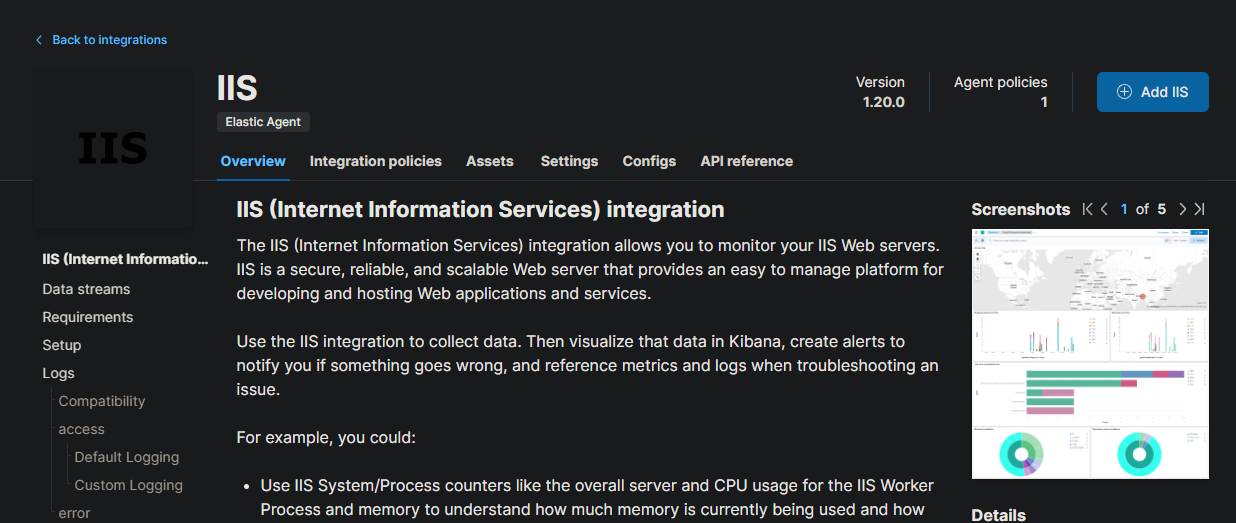 Back to integrations
IIS
IIS
Elastic Agent
Version
1.20.0
Agent policies
1
Add IIS
Overview
Integration policies
Assets
Settings
Configs
API reference
IIS (Internet Informatio...
Data streams
Requirements
Setup
Logs
Compatibility
access
Default Logging
Custom Logging
error
IIS (Internet Information Services) integration
The IIS (Internet Information Services) integration allows you to monitor your IIS Web servers.
IIS is a secure, reliable, and scalable Web server that provides an easy to manage platform for
developing and hosting Web applications and services.
Use the IIS integration to collect data. Then visualize that data in Kibana, create alerts to
notify you if something goes wrong, and reference metrics and logs when troubleshooting an
issue.
For example, you could:
• Use IIS System/Process counters like the overall server and CPU usage for the IIS Worker
Process and memory to understand how much memory is currently being used and how
Screenshots
1 of 5
Details